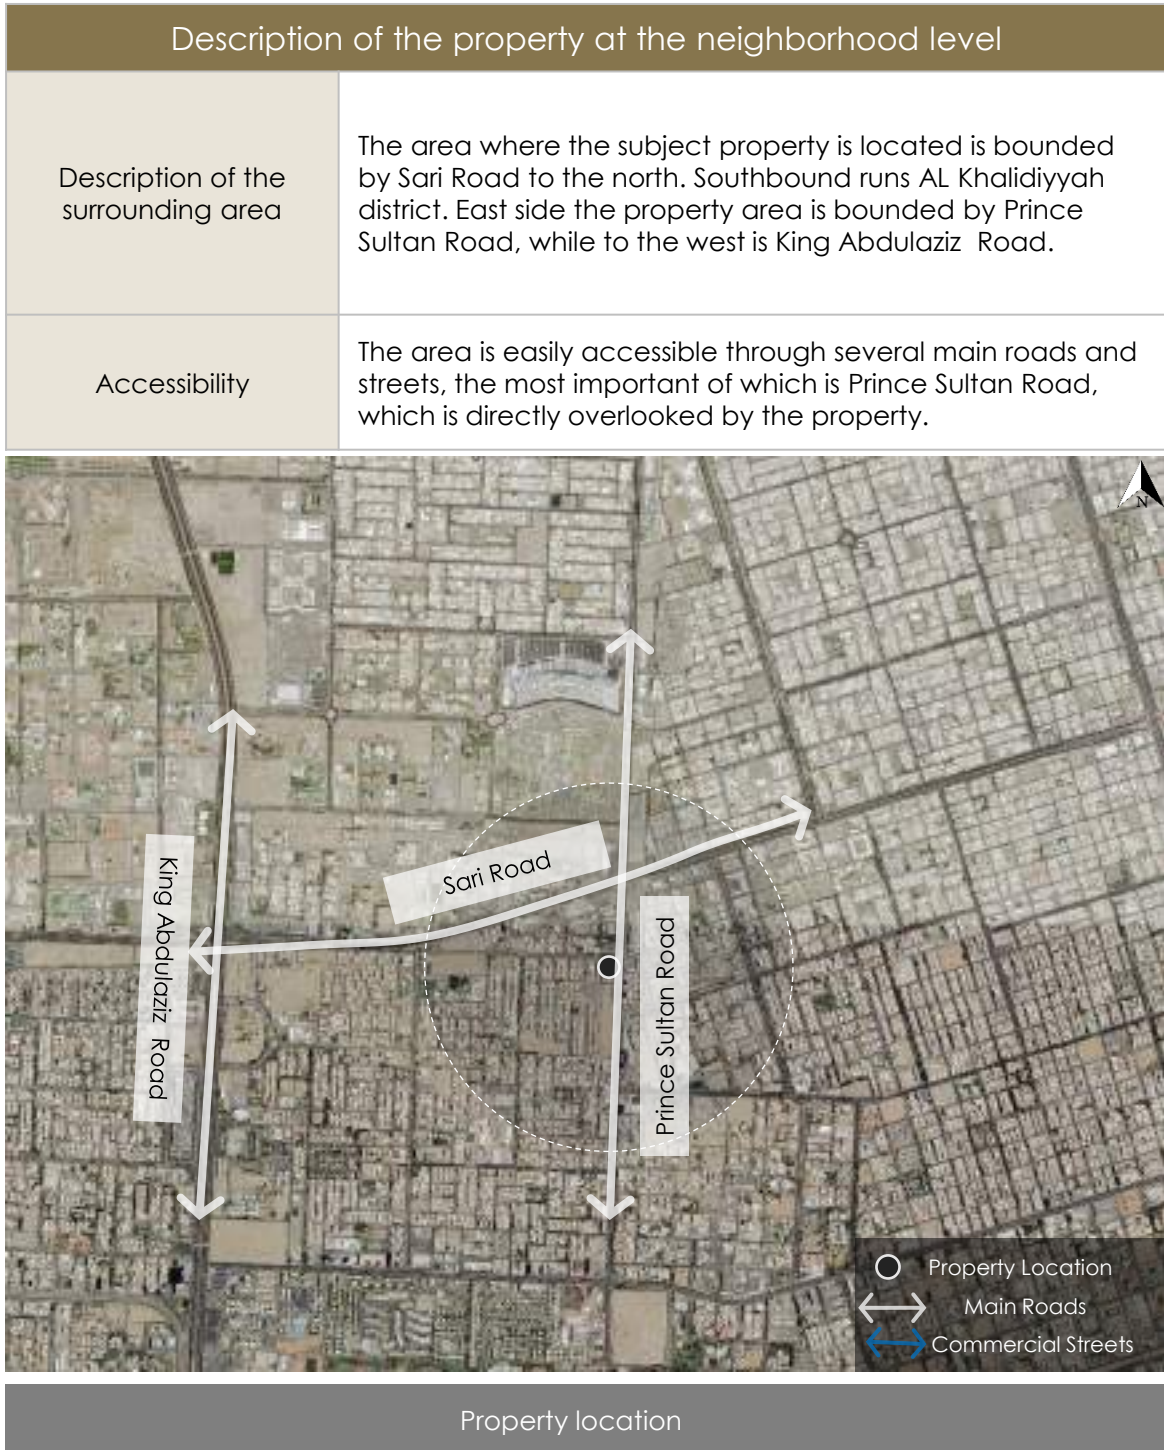 Description of the property at the neighborhood level
Description of the
surrounding area
The area where the subject property is located is bounded
by Sari Road to the north. Southbound runs AL Khalidiyyah
district. East side the property area is bounded by Prince
Sultan Road, while to the west is King Abdulaziz  Road.
Accessibility
The area is easily accessible through several main roads and
streets, the most important of which is Prince Sultan Road,
which is directly overlooked by the property.
N
King Abdulaziz  Road
Sari Road
Prince Sultan Road
Property Location
Main Roads
Commercial Streets
Property location